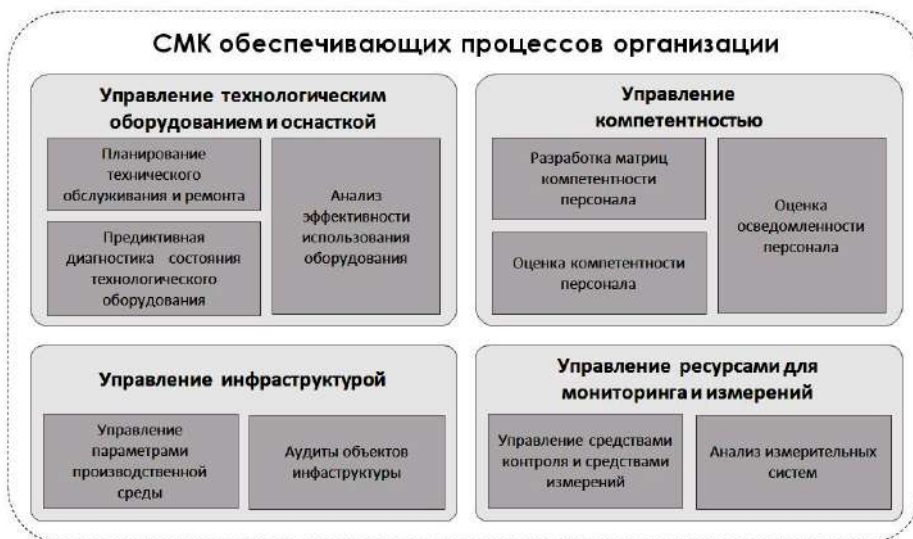 СМК обеспечивающих процессов организации
Управление технологическим
оборудованием и оснасткой
Планирование
технического
обслуживания и ремонта
Предиктивная
диагностика состояния
технологического
оборудования
Анализ
эффективности
использования
оборудования
Управление
компетентностью
Разработка матриц
компетентности
персонала
Оценка компетентности
персонала
Оценка
осведомленности
персонала
Управление инфраструктурой
Управление
параметрами
производственной
среды
Аудиты объектов
инфаструктуры
Управление ресурсами для
мониторинга и измерений
Управление средствами
контроля и средствами
измерений
Анализ измерительных
систем